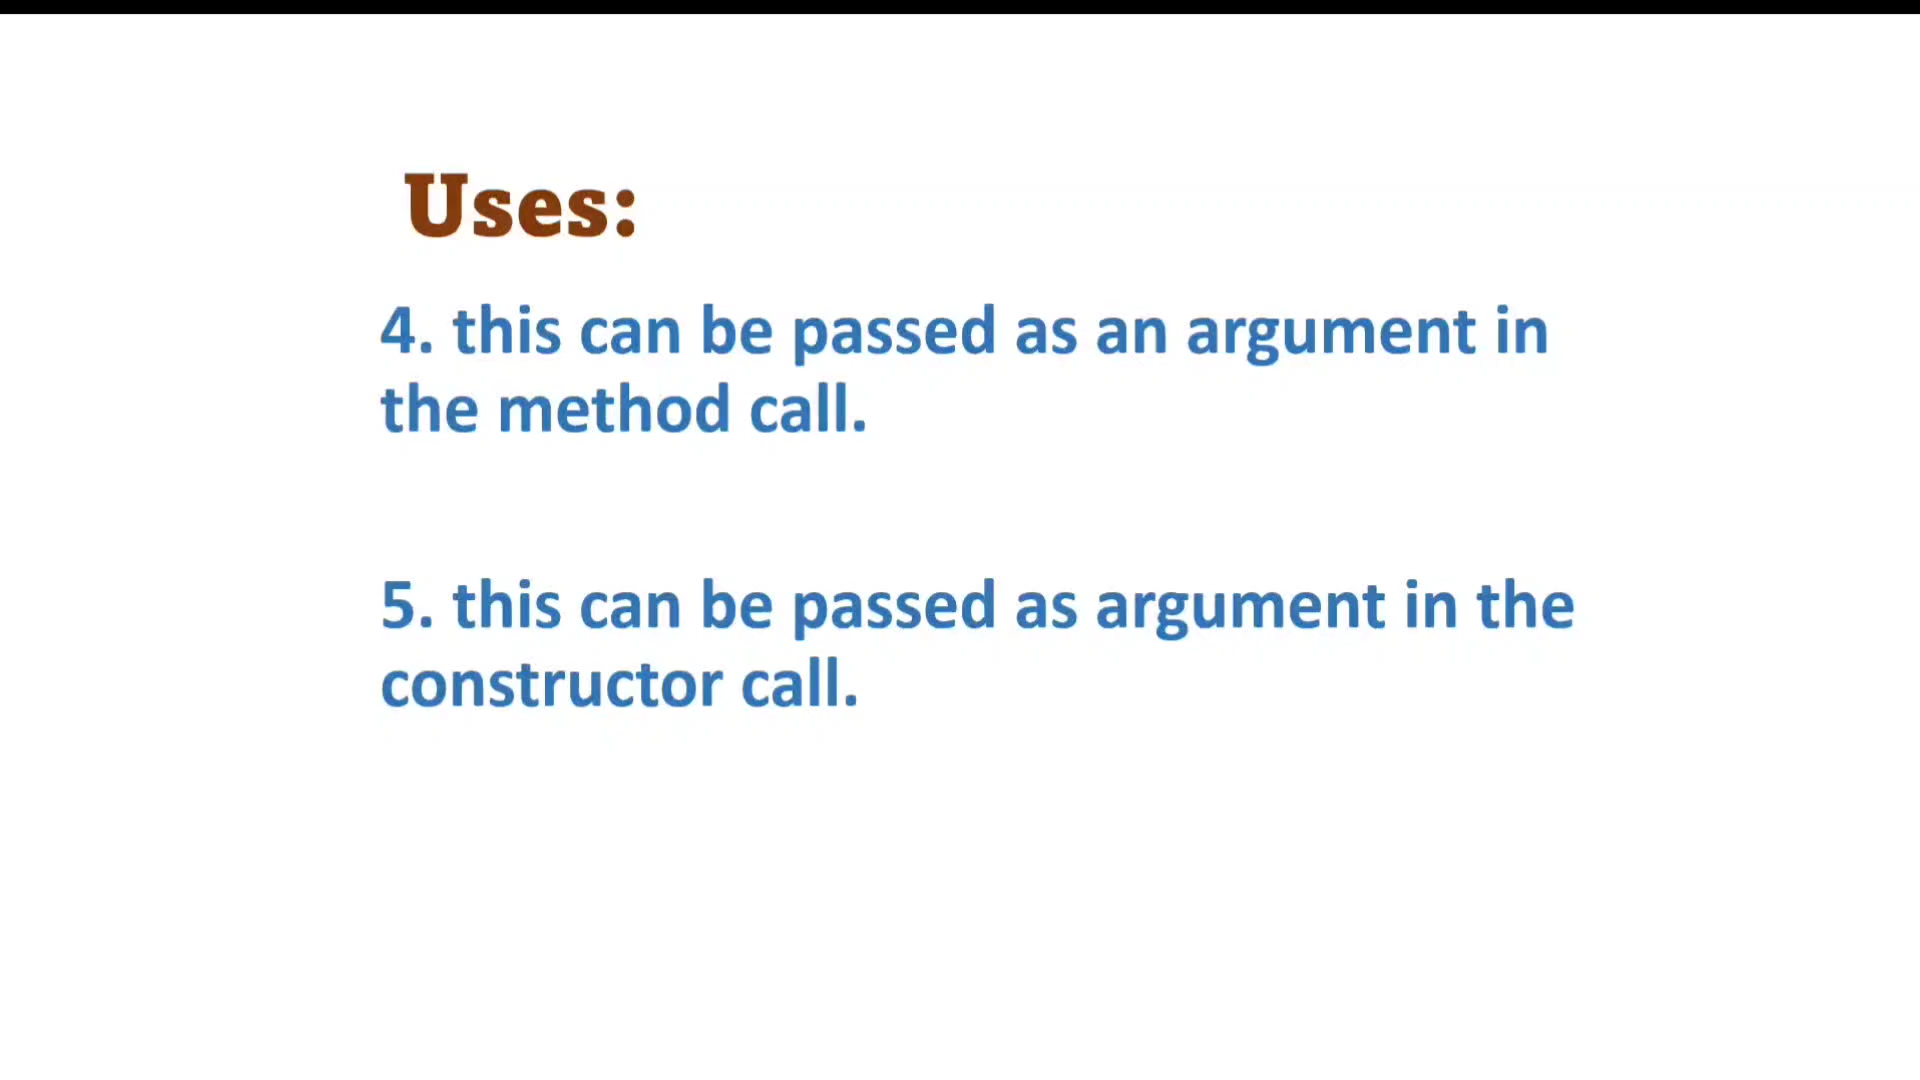 Uses:
4. this can be passed as an argument in
the method call.
5. this can be passed as argument in the
constructor call.